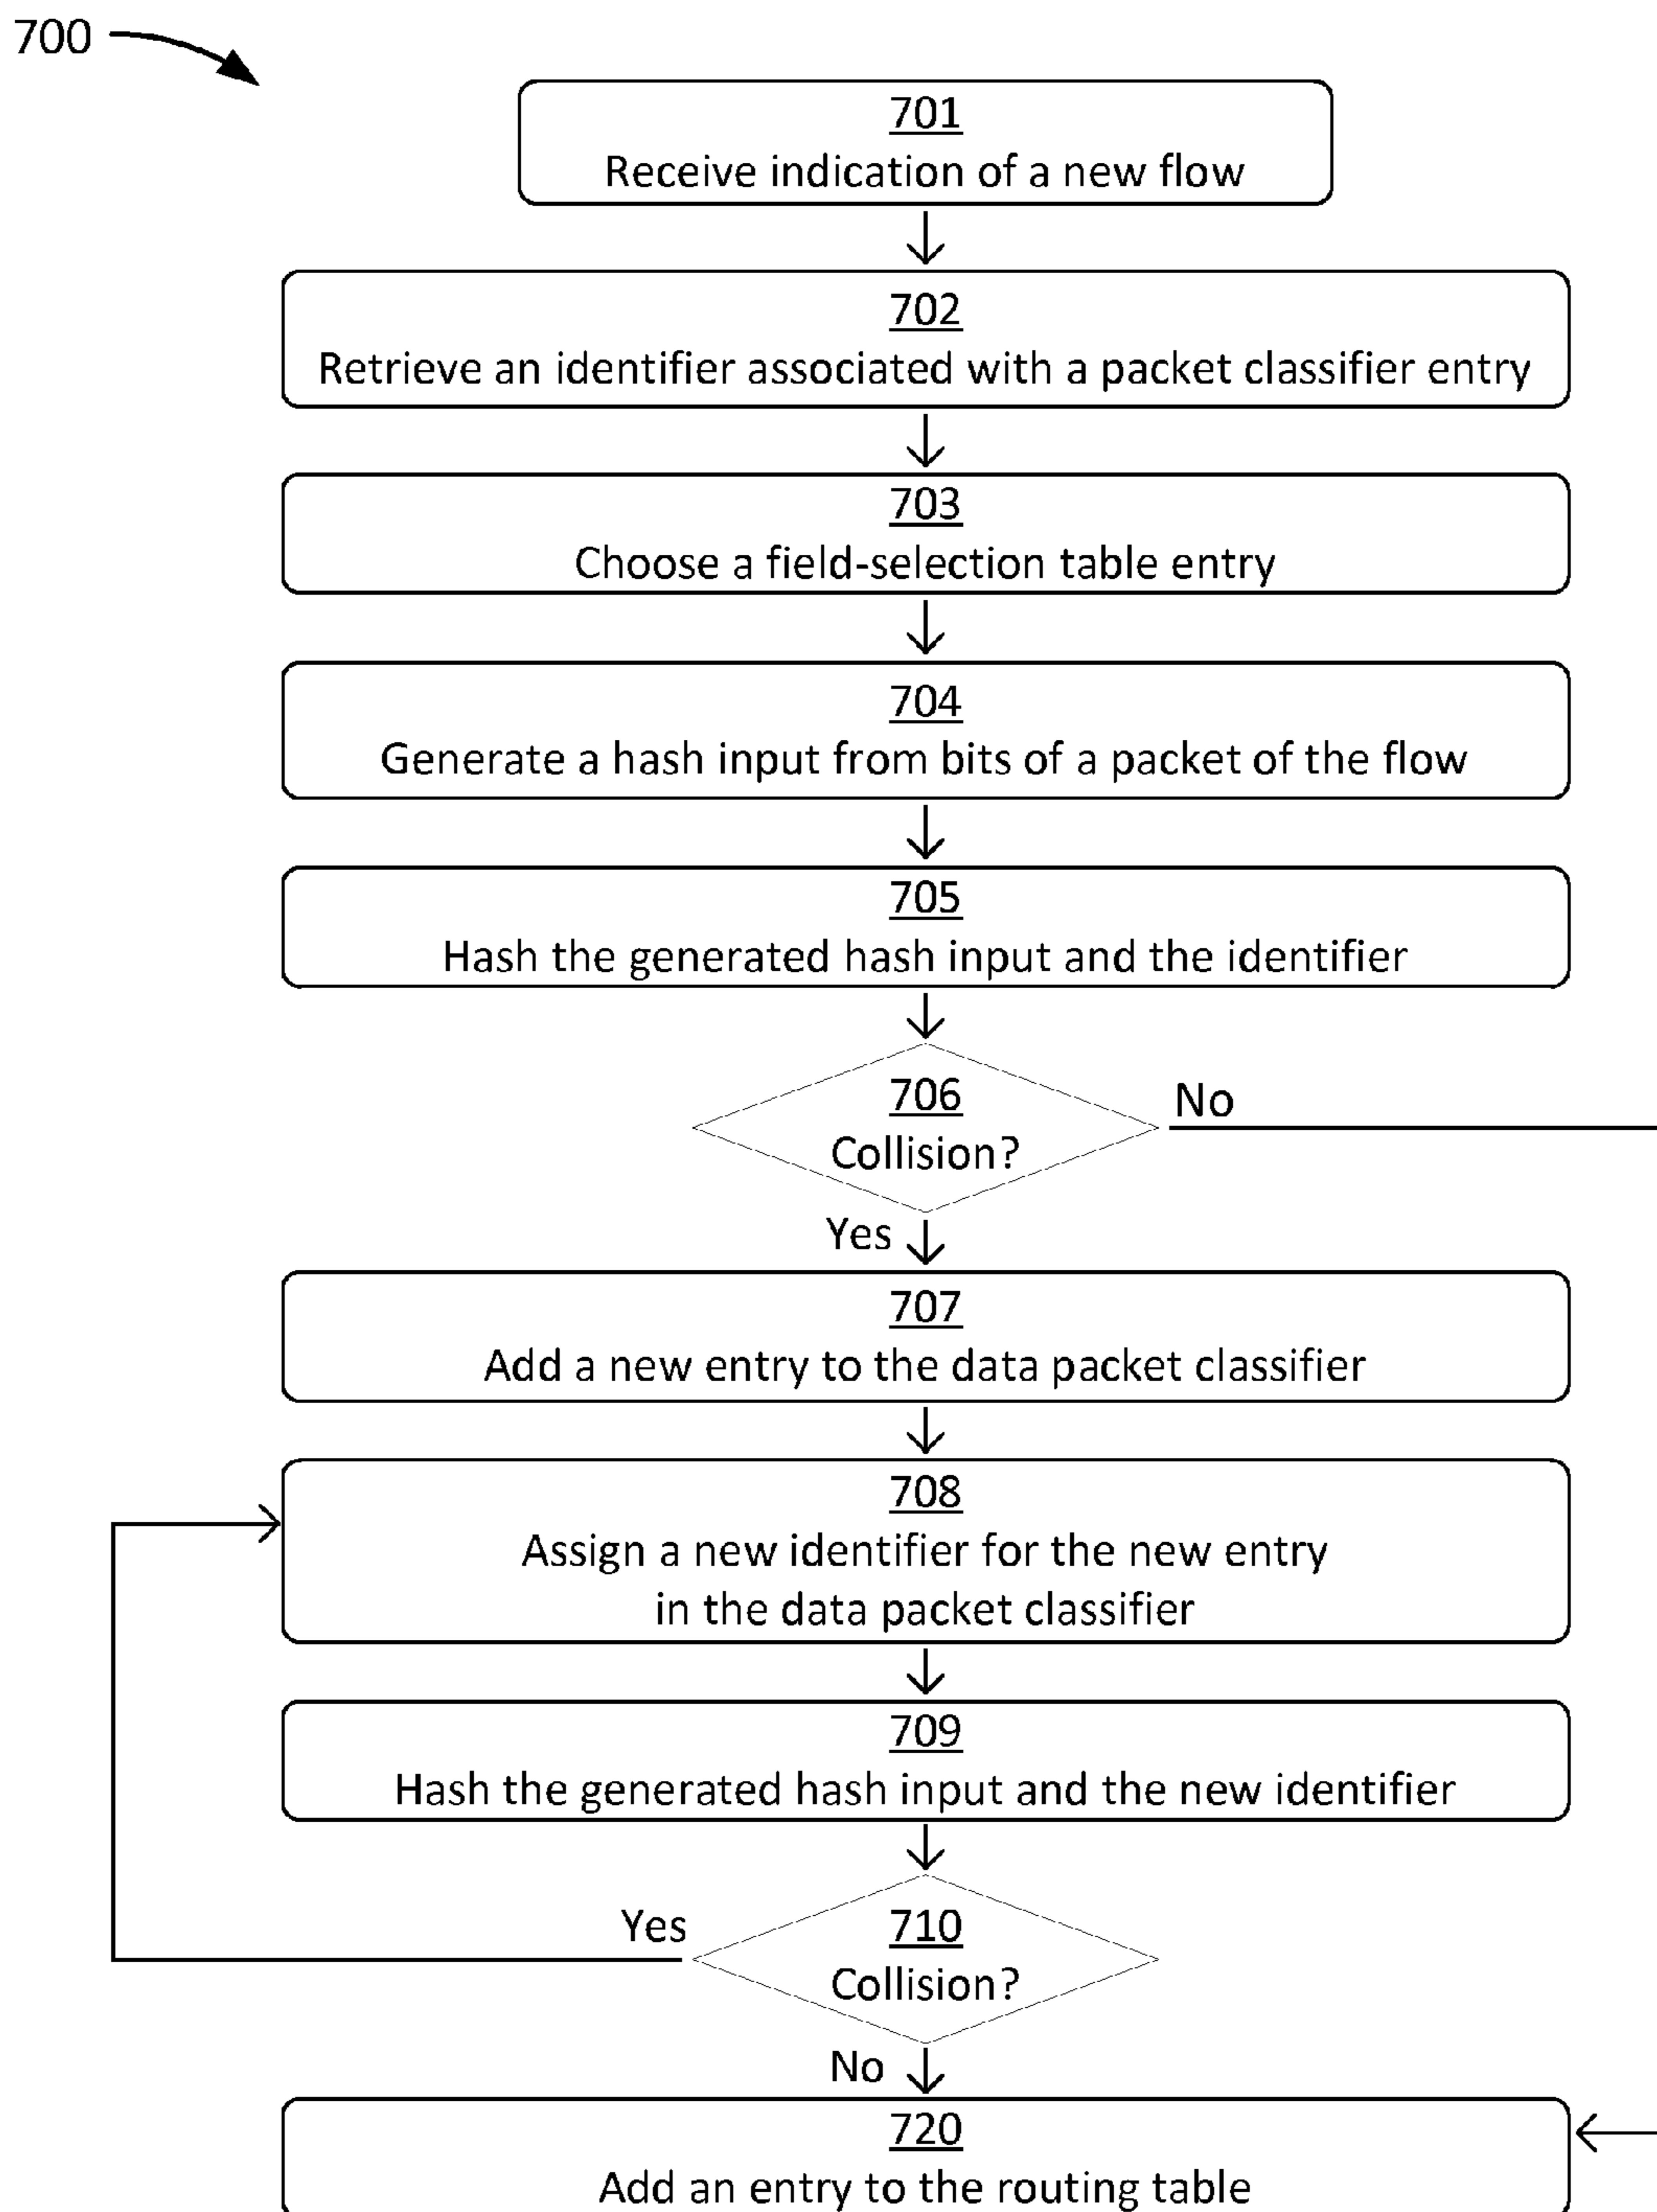 700
701
Receive indication of a new flow
702
Retrieve an identifier associated with a packet classifier entry
703
Choose a field-selection table entry
704
Generate a hash input from bits of a packet of the flow
705
Hash the generated hash input and the identifier
706
No
Collision?
Yes
707
Add a new entry to the data packet classifier
708
Assign a new identifier for the new entry
in the data packet classifier
709
Hash the generated hash input and the new identifier
Yes
710
Collision?
No
720
Add an entry to the routing table